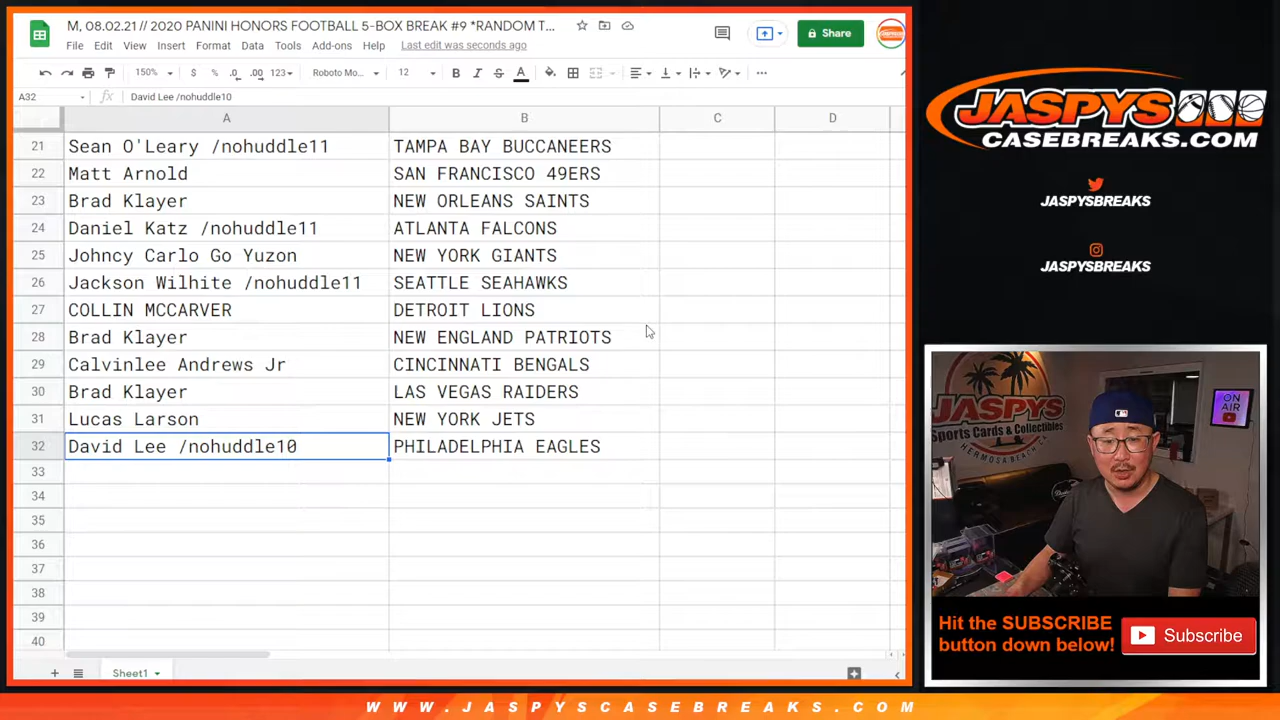 M, 08.02.21 // 2020 PANINI HONORS FOOTBALL 5-BOX BREAK #9 *RANDOM T...
File Edit View Insert Format Data Tools Add-ons Help Last edit was seconds ago
Share
150% $ % .0 .00 123 Roboto Mo... 12 B I S A
A32 fx David Lee /nohuddle10
A B C D
21 Sean O'Leary /nohuddle11 TAMPA BAY BUCCANEERS
22 Matt Arnold SAN FRANCISCO 49ERS
23 Brad Klayer NEW ORLEANS SAINTS
24 Daniel Katz /nohuddle11 ATLANTA FALCONS
25 Johncy Carlo Go Yuzon NEW YORK GIANTS
26 Jackson Wilhite /nohuddle11 SEATTLE SEAHAWKS
27 COLLIN MCCARVER DETROIT LIONS
28 Brad Klayer NEW ENGLAND PATRIOTS
29 Calvinlee Andrews Jr CINCINNATI BENGALS
30 Brad Klayer LAS VEGAS RAIDERS
31 Lucas Larson NEW YORK JETS
32 David Lee /nohuddle10 PHILADELPHIA EAGLES
33
34
35
36
37
38
39
40
Sheet1
JASPYS
CASEBREAKS.COM
JASPYSBREAKS
JASPYSBREAKS
JASPYS
Sports Cards & Collectibles
HERMOSA BEACH CA
ON AIR
Hit the SUBSCRIBE
button down below!
Subscribe
WWW.JASPYSCASEBREAKS.COM